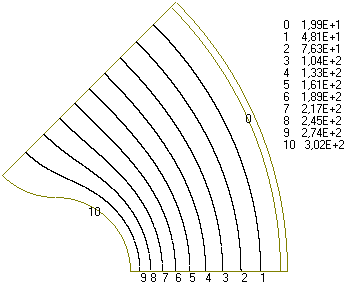 0 1,99E+1
1 4,81E+1
2 7,63E+1
3 1,04E+2
4 1,33E+2
5 1,61E+2
6 1,89E+2
7 2,17E+2
8 2,45E+2
9 2,74E+2
10 3,02E+2
0
10
9 8 7 6 5 4 3 2 1